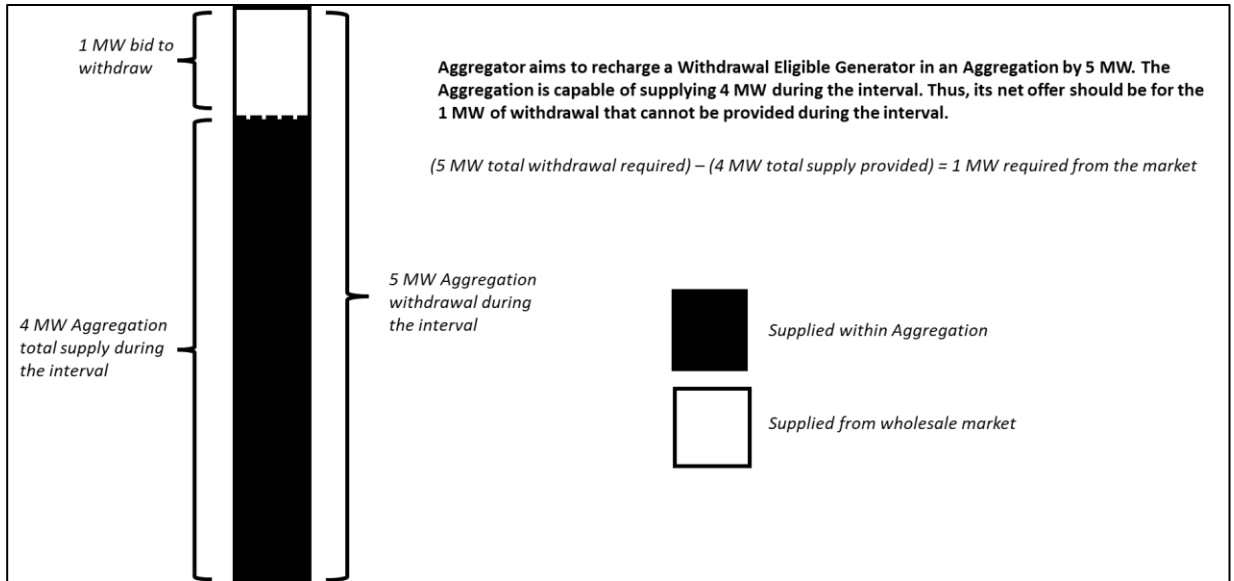 1 MW bid to
withdraw
Aggregator aims to recharge a Withdrawal Eligible Generator in an Aggregation by 5 MW. The
Aggregation is capable of supplying 4 MW during the interval. Thus, its net offer should be for the
1 MW of withdrawal that cannot be provided during the interval.
(5 MW total withdrawal required) – (4 MW total supply provided) = 1 MW required from the market
5 MW Aggregation
withdrawal during
the interval
4 MW Aggregation
total supply during
the interval
Supplied within Aggregation
Supplied from wholesale market